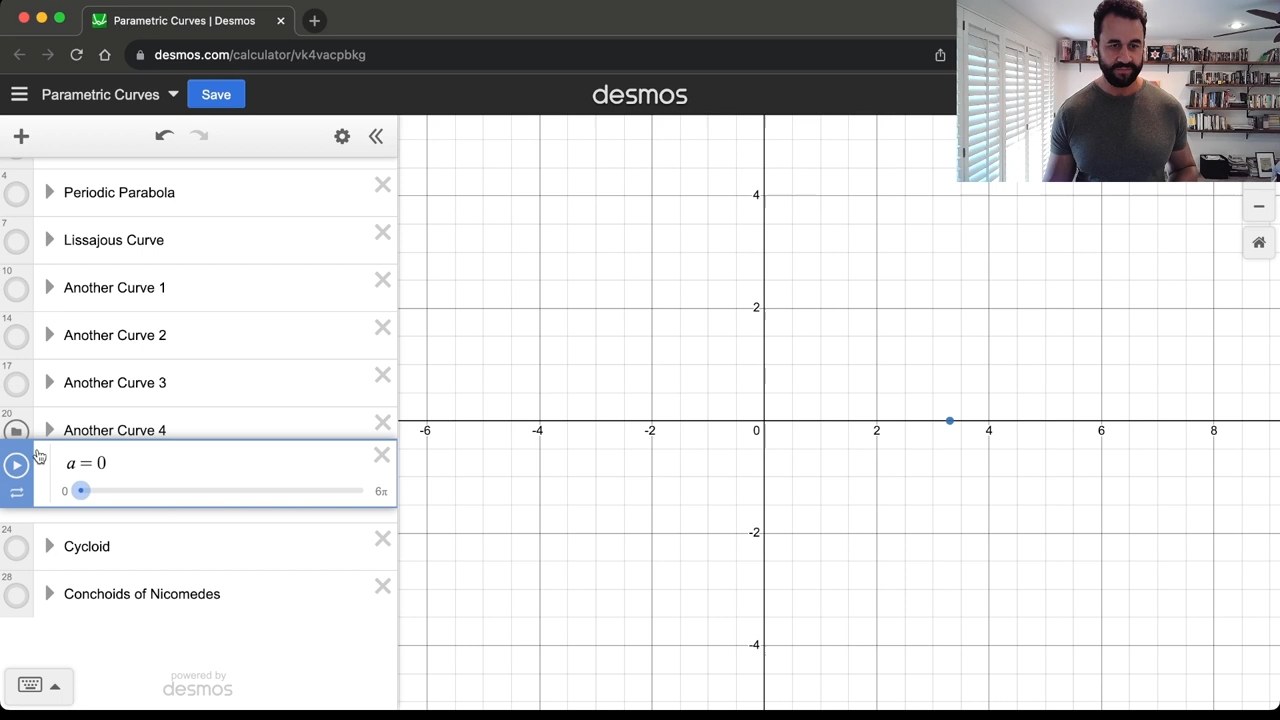 Parametric Curves | Desmos
desmos.com/calculator/vk4vacpbkg
Parametric Curves
Save
desmos
4
Periodic Parabola
7
Lissajous Curve
10
Another Curve 1
14
Another Curve 2
17
Another Curve 3
20
Another Curve 4
a = 0
0
6π
24
Cycloid
28
Conchoids of Nicomedes
powered by
desmos
4
2
-6 -4 -2 0 2 4 6 8
-2
-4